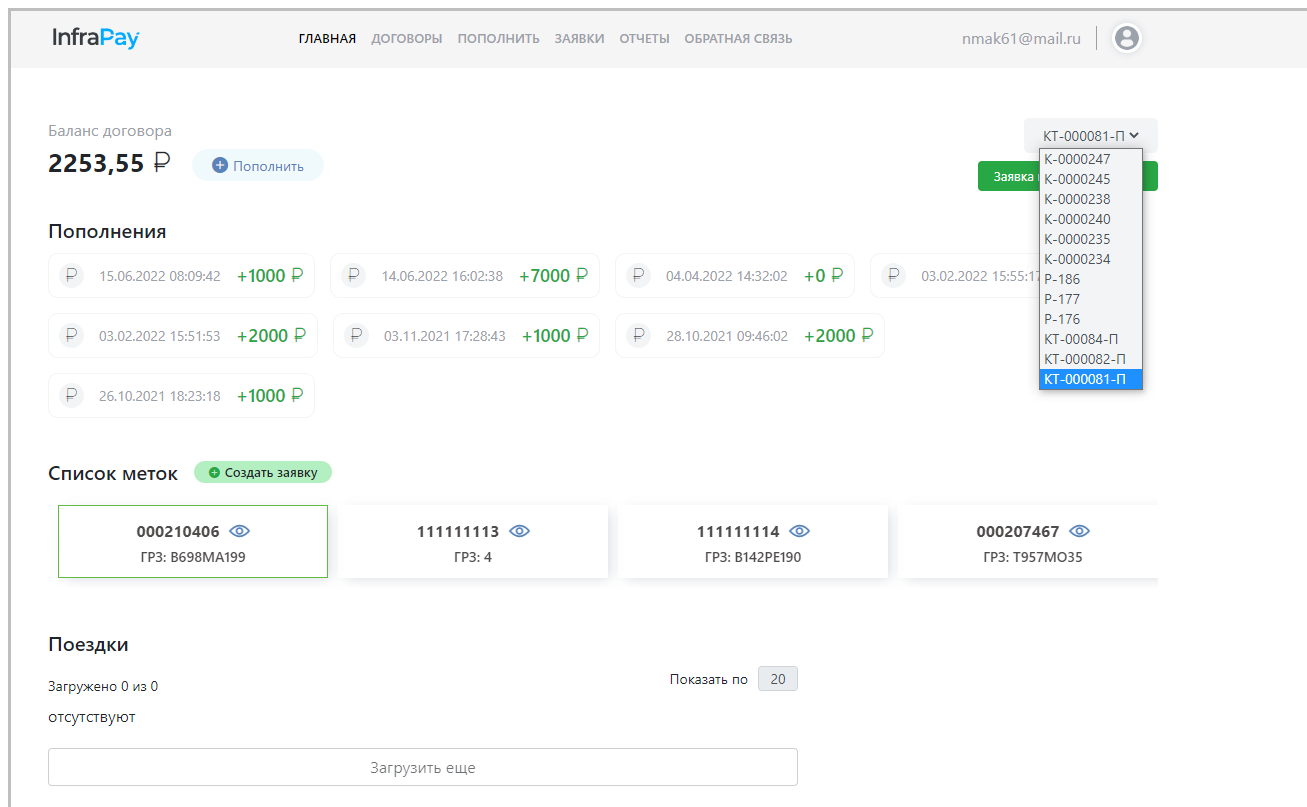 InfraPay
ГЛАВНАЯ ДОГОВОРЫ ПОПОЛНИТЬ ЗАЯВКИ ОТЧЕТЫ ОБРАТНАЯ СВЯЗЬ
nmak61@mail.ru
Баланс договора
2253,55 ₽
Пополнить
КТ-000081-П
Заявка
К-0000247
К-0000245
К-0000238
К-0000240
К-0000235
К-0000234
Р-186
Р-177
Р-176
КТ-00084-П
КТ-000082-П
КТ-000081-П
Пополнения
₽ 15.06.2022 08:09:42 +1000 ₽
₽ 14.06.2022 16:02:38 +7000 ₽
₽ 04.04.2022 14:32:02 +0 ₽
₽ 03.02.2022 15:55:1
₽ 03.02.2022 15:51:53 +2000 ₽
₽ 03.11.2021 17:28:43 +1000 ₽
₽ 28.10.2021 09:46:02 +2000 ₽
₽ 26.10.2021 18:23:18 +1000 ₽
Список меток
Создать заявку
000210406
ГРЗ: B698MA199
111111113
ГРЗ: 4
111111114
ГРЗ: B142PE190
000207467
ГРЗ: T957MO35
Поездки
Загружено 0 из 0
Показать по 20
отсутствуют
Загрузить еще